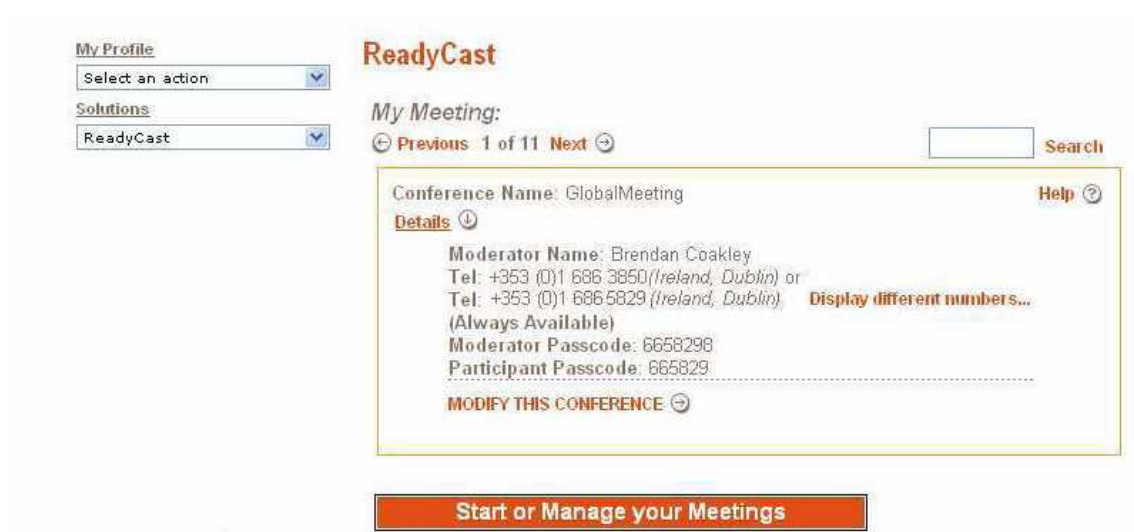 My Profile
Select an action
Solutions
ReadyCast
ReadyCast
My Meeting:
Previous 1 of 11 Next
Search
Conference Name: GlobalMeeting
Help ?
Details
Moderator Name: Brendan Coakley
Tel: +353 (0)1 686 3850(Ireland, Dublin) or
Tel: +353 (0)1 6865829 (Ireland, Dublin) Display different numbers...
(Always Available)
Moderator Passcode: 6658298
Participant Passcode: 665829
MODIFY THIS CONFERENCE
Start or Manage your Meetings